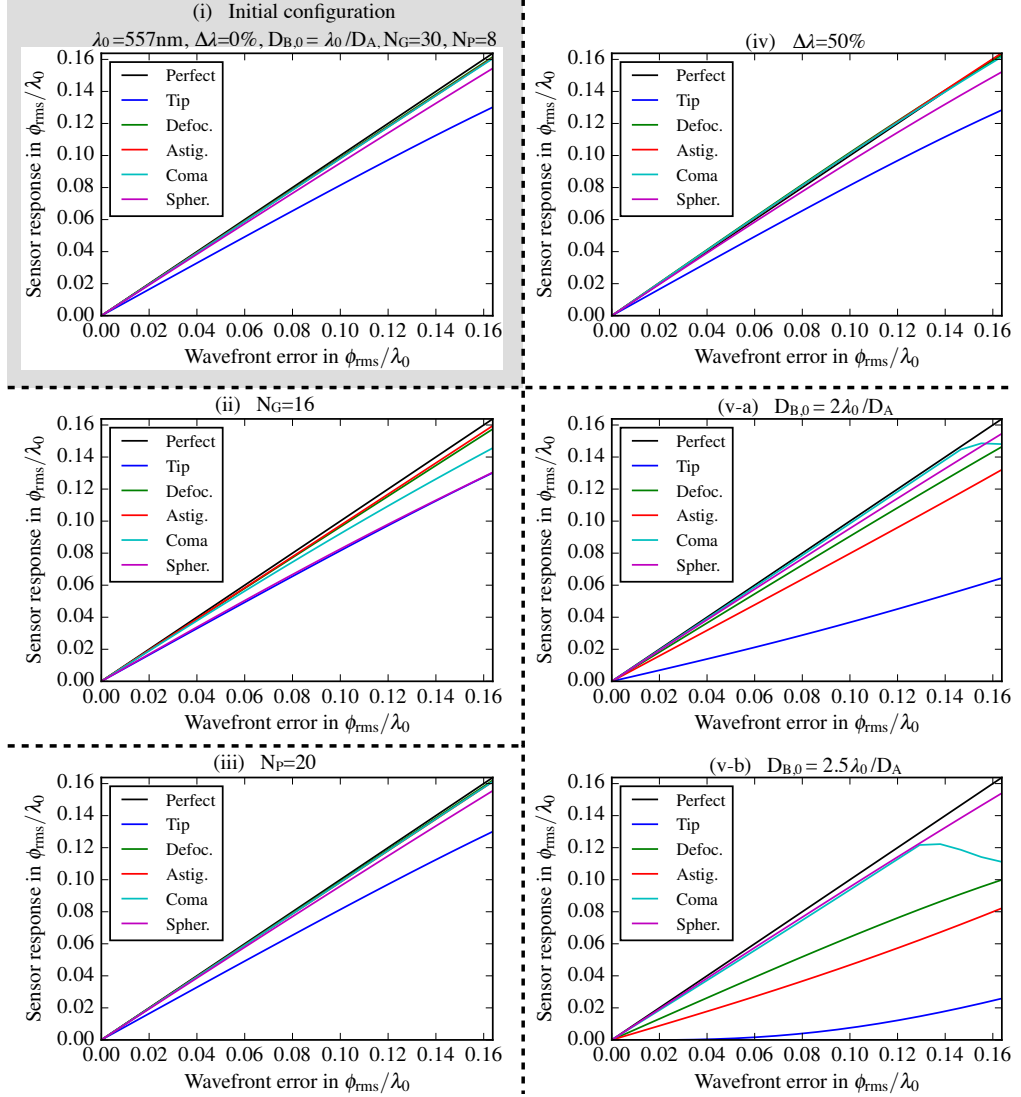 (i) Initial configuration
λ0=557nm, Δλ=0%, DB,0 = λ0/DA, NG=30, NP=8
Sensor response in ϕrms/λ0
0.16
0.14
0.12
0.10
0.08
0.06
0.04
0.02
0.00
Perfect
Tip
Defoc.
Astig.
Coma
Spher.
0.00 0.02 0.04 0.06 0.08 0.10 0.12 0.14 0.16
Wavefront error in ϕrms/λ0
(iv) Δλ=50%
Sensor response in ϕrms/λ0
0.16
0.14
0.12
0.10
0.08
0.06
0.04
0.02
0.00
Perfect
Tip
Defoc.
Astig.
Coma
Spher.
0.00 0.02 0.04 0.06 0.08 0.10 0.12 0.14 0.16
Wavefront error in ϕrms/λ0
(ii) NG=16
Sensor response in ϕrms/λ0
0.16
0.14
0.12
0.10
0.08
0.06
0.04
0.02
0.00
Perfect
Tip
Defoc.
Astig.
Coma
Spher.
0.00 0.02 0.04 0.06 0.08 0.10 0.12 0.14 0.16
Wavefront error in ϕrms/λ0
(v-a) DB,0 = 2λ0/DA
Sensor response in ϕrms/λ0
0.16
0.14
0.12
0.10
0.08
0.06
0.04
0.02
0.00
Perfect
Tip
Defoc.
Astig.
Coma
Spher.
0.00 0.02 0.04 0.06 0.08 0.10 0.12 0.14 0.16
Wavefront error in ϕrms/λ0
(iii) NP=20
Sensor response in ϕrms/λ0
0.16
0.14
0.12
0.10
0.08
0.06
0.04
0.02
0.00
Perfect
Tip
Defoc.
Astig.
Coma
Spher.
0.00 0.02 0.04 0.06 0.08 0.10 0.12 0.14 0.16
Wavefront error in ϕrms/λ0
(v-b) DB,0 = 2.5λ0/DA
Sensor response in ϕrms/λ0
0.16
0.14
0.12
0.10
0.08
0.06
0.04
0.02
0.00
Perfect
Tip
Defoc.
Astig.
Coma
Spher.
0.00 0.02 0.04 0.06 0.08 0.10 0.12 0.14 0.16
Wavefront error in ϕrms/λ0